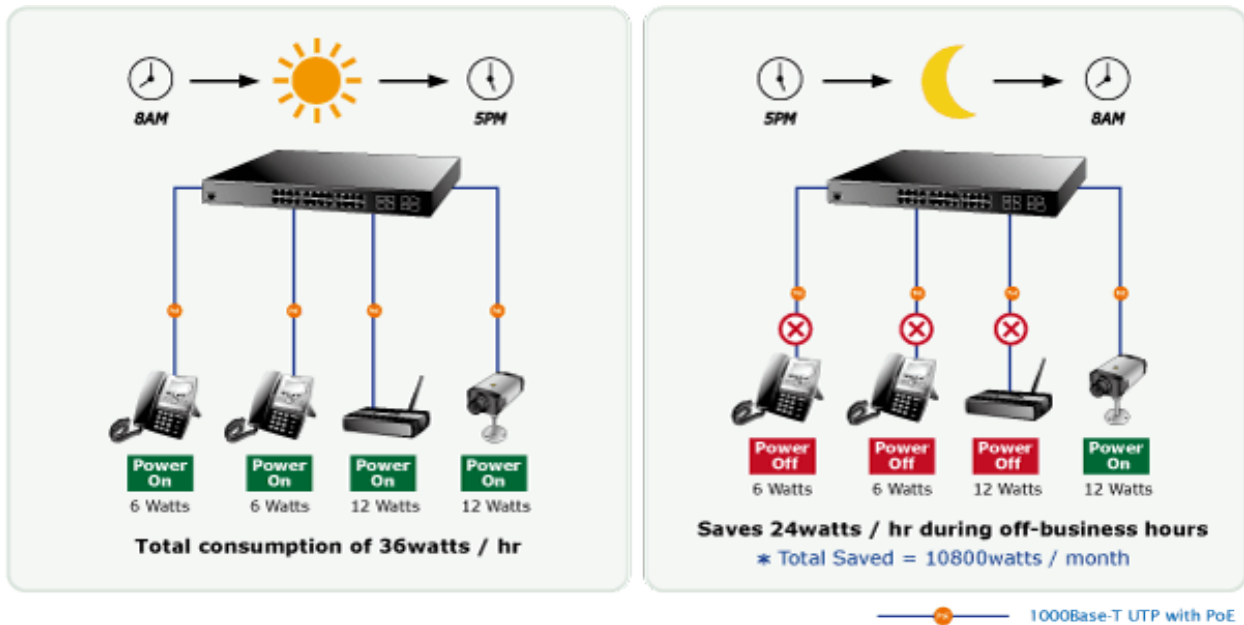 8AM
5PM
Power
On
6 Watts
Power
On
6 Watts
Power
On
12 Watts
Power
On
12 Watts
Total consumption of 36watts / hr
5PM
8AM
Power
Off
6 Watts
Power
Off
6 Watts
Power
Off
12 Watts
Power
On
12 Watts
Saves 24watts / hr during off-business hours
* Total Saved = 10800watts / month
1000Base-T UTP with PoE